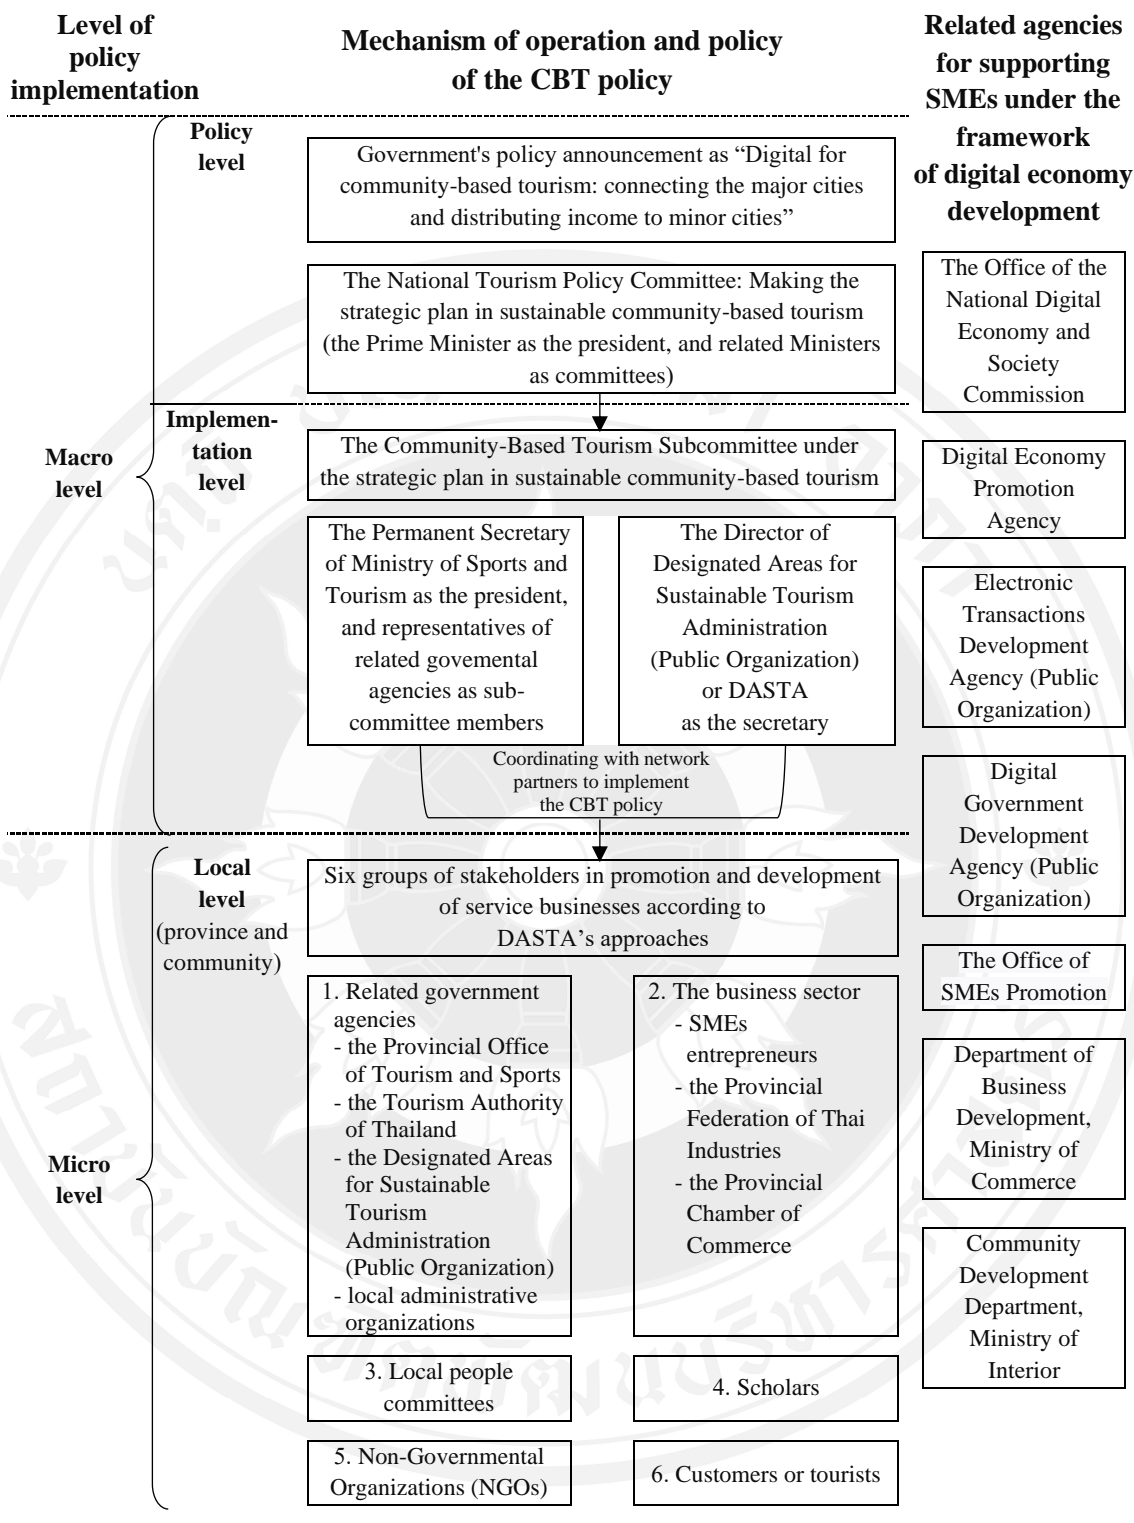 Level of
policy
implementation
Mechanism of operation and policy
of the CBT policy
Related agencies
for supporting
SMEs under the
framework
of digital economy
development
Policy
level
Government's policy announcement as “Digital for
community-based tourism: connecting the major cities
and distributing income to minor cities”
The National Tourism Policy Committee: Making the
strategic plan in sustainable community-based tourism
(the Prime Minister as the president, and related Ministers
as committees)
Macro
level
Implemen-
tation
level
The Community-Based Tourism Subcommittee under
the strategic plan in sustainable community-based tourism
The Permanent Secretary
of Ministry of Sports and
Tourism as the president,
and representatives of
related govemental
agencies as sub-
committee members
The Director of
Designated Areas for
Sustainable Tourism
Administration
(Public Organization)
or DASTA
as the secretary
Coordinating with network
partners to implement
the CBT policy
Micro
level
Local
level
(province and
community)
Six groups of stakeholders in promotion and development
of service businesses according to
DASTA’s approaches
1. Related government
agencies
- the Provincial Office
of Tourism and Sports
- the Tourism Authority
of Thailand
- the Designated Areas
for Sustainable
Tourism
Administration
(Public Organization)
- local administrative
organizations
2. The business sector
- SMEs
entrepreneurs
- the Provincial
Federation of Thai
Industries
- the Provincial
Chamber of
Commerce
3. Local people
committees
4. Scholars
5. Non-Governmental
Organizations (NGOs)
6. Customers or tourists
The Office of the
National Digital
Economy and
Society
Commission
Digital Economy
Promotion
Agency
Electronic
Transactions
Development
Agency (Public
Organization)
Digital
Government
Development
Agency (Public
Organization)
The Office of
SMEs Promotion
Department of
Business
Development,
Ministry of
Commerce
Community
Development
Department,
Ministry of
Interior